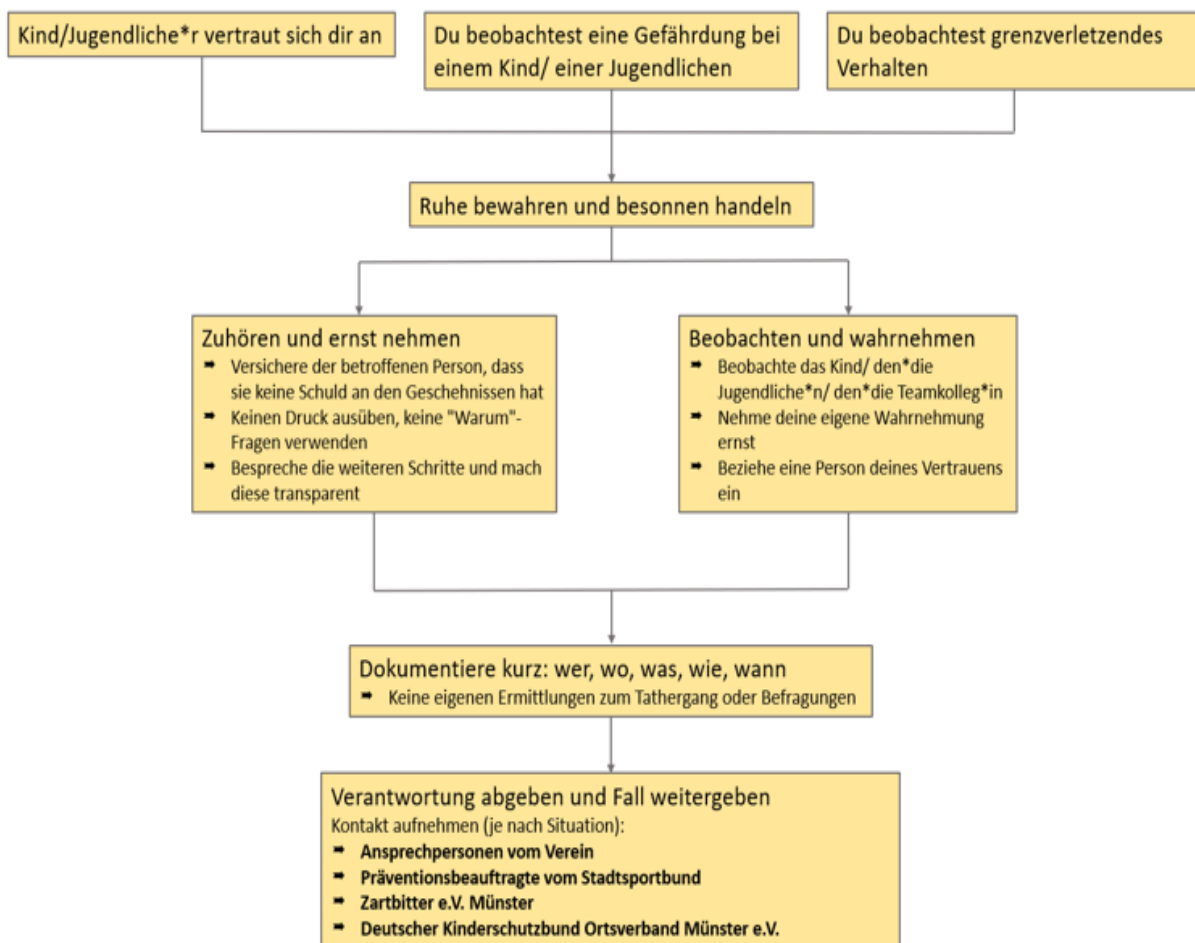 Kind/Jugendliche*r vertraut sich dir an
Du beobachtest eine Gefährdung bei
einem Kind/ einer Jugendlichen
Du beobachtest grenzverletzendes
Verhalten
Ruhe bewahren und besonnen handeln
Zuhören und ernst nehmen
➡ Versichere der betroffenen Person, dass
sie keine Schuld an den Geschehnissen hat
➡ Keinen Druck ausüben, keine "Warum"-
Fragen verwenden
➡ Bespreche die weiteren Schritte und mach
diese transparent
Beobachten und wahrnehmen
➡ Beobachte das Kind/ den*die
Jugendliche*n/ den*die Teamkolleg*in
➡ Nehme deine eigene Wahrnehmung
ernst
➡ Beziehe eine Person deines Vertrauens
ein
Dokumentiere kurz: wer, wo, was, wie, wann
➡ Keine eigenen Ermittlungen zum Tathergang oder Befragungen
Verantwortung abgeben und Fall weitergeben
Kontakt aufnehmen (je nach Situation):
➡ Ansprechpersonen vom Verein
➡ Präventionsbeauftragte vom Stadtsportbund
➡ Zartbitter e.V. Münster
➡ Deutscher Kinderschutzbund Ortsverband Münster e.V.